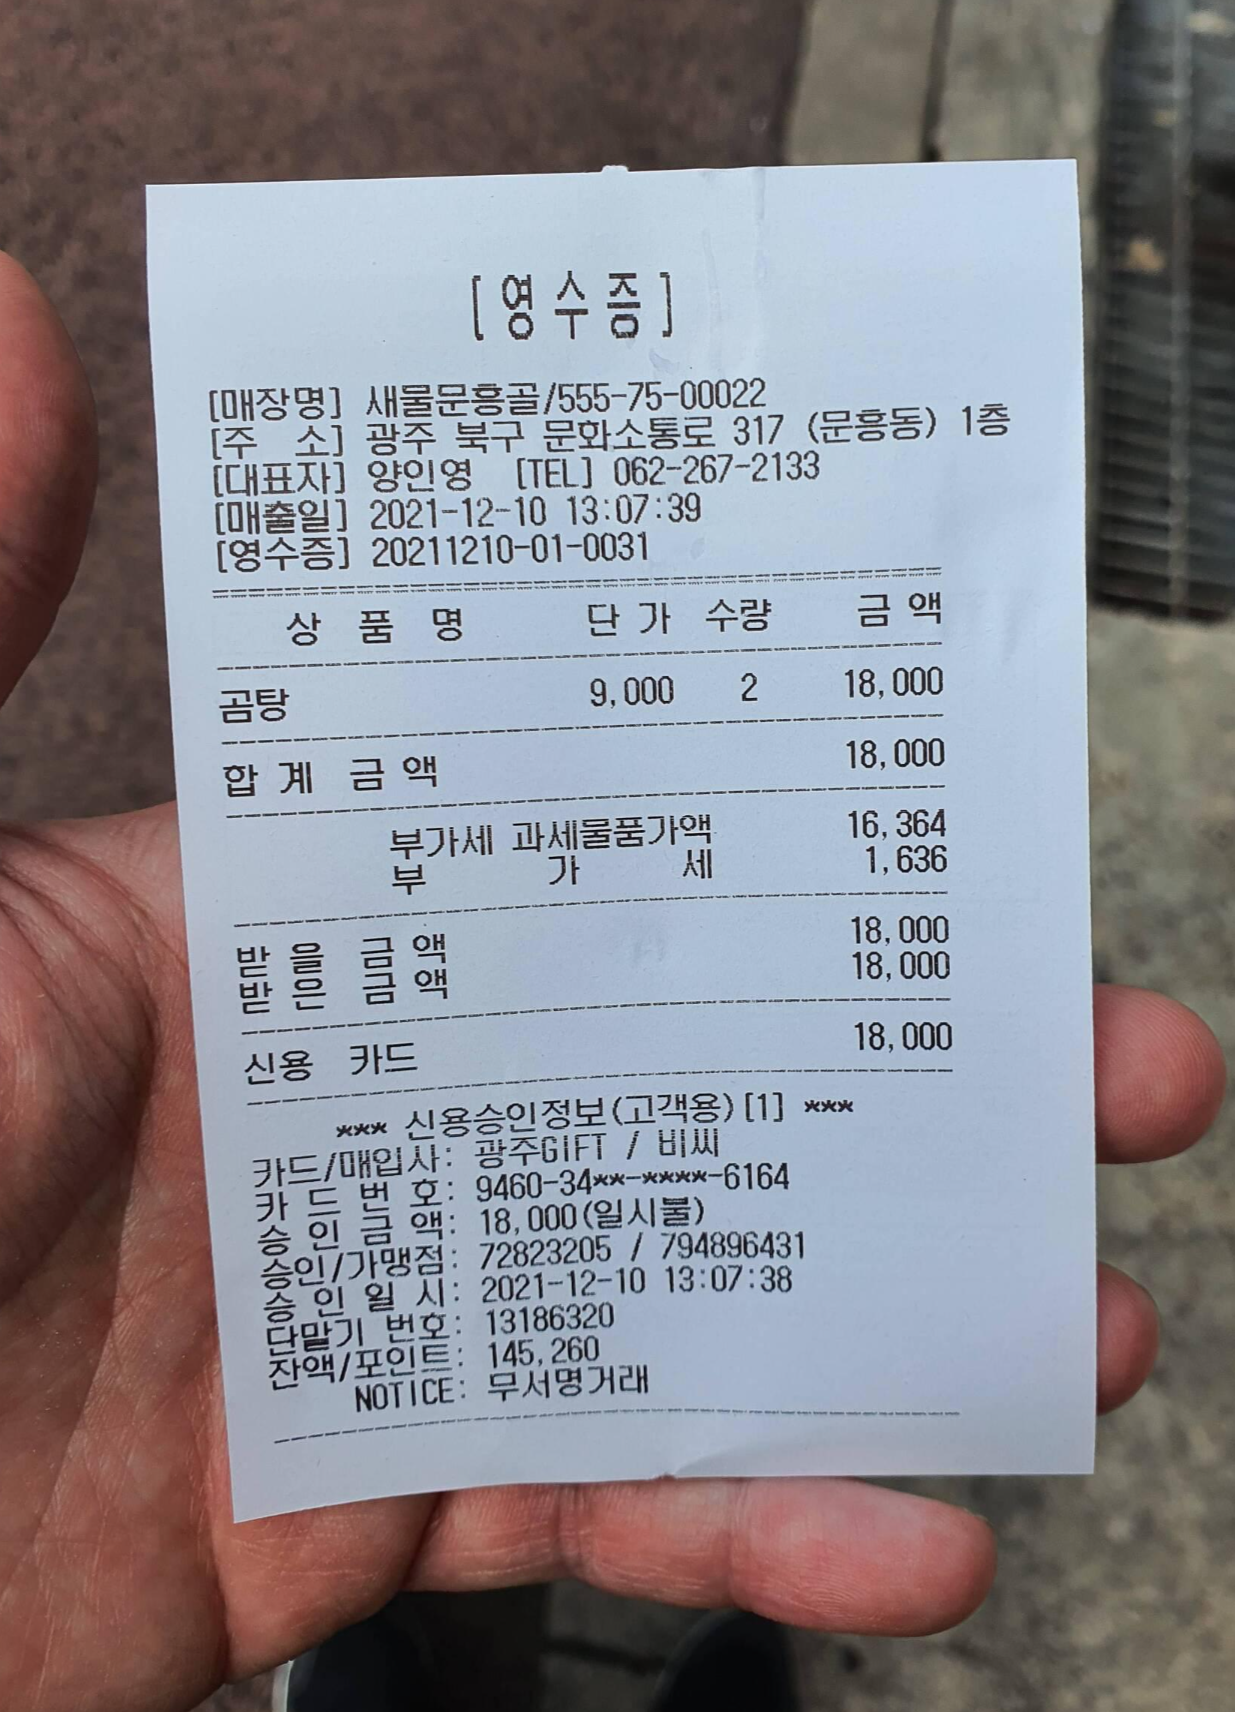 [영수증]
[매장명] 새물문흥골/555-75-00022
[주 소] 광주 북구 문화소통로 317 (문흥동) 1층
[대표자] 양인영 [TEL] 062-267-2133
[매출일] 2021-12-10 13:07:39
[영수증] 20211210-01-0031
상 품 명 단 가 수량 금 액
곰탕 9,000 2 18,000
합 계 금 액 18,000
부가세 과세물품가액 16,364
부 가 세 1,636
받 을 금 액 18,000
받 은 금 액 18,000
신용 카드 18,000
*** 신용승인정보(고객용)[1] ***
카드/매입사: 광주GIFT / 비씨
카 드 번 호: 9460-34**-****-6164
승 인 금 액: 18,000(일시불)
승인/가맹점: 72823205 / 794896431
승 인 일 시: 2021-12-10 13:07:38
단말기 번호: 13186320
잔액/포인트: 145,260
NOTICE: 무서명거래